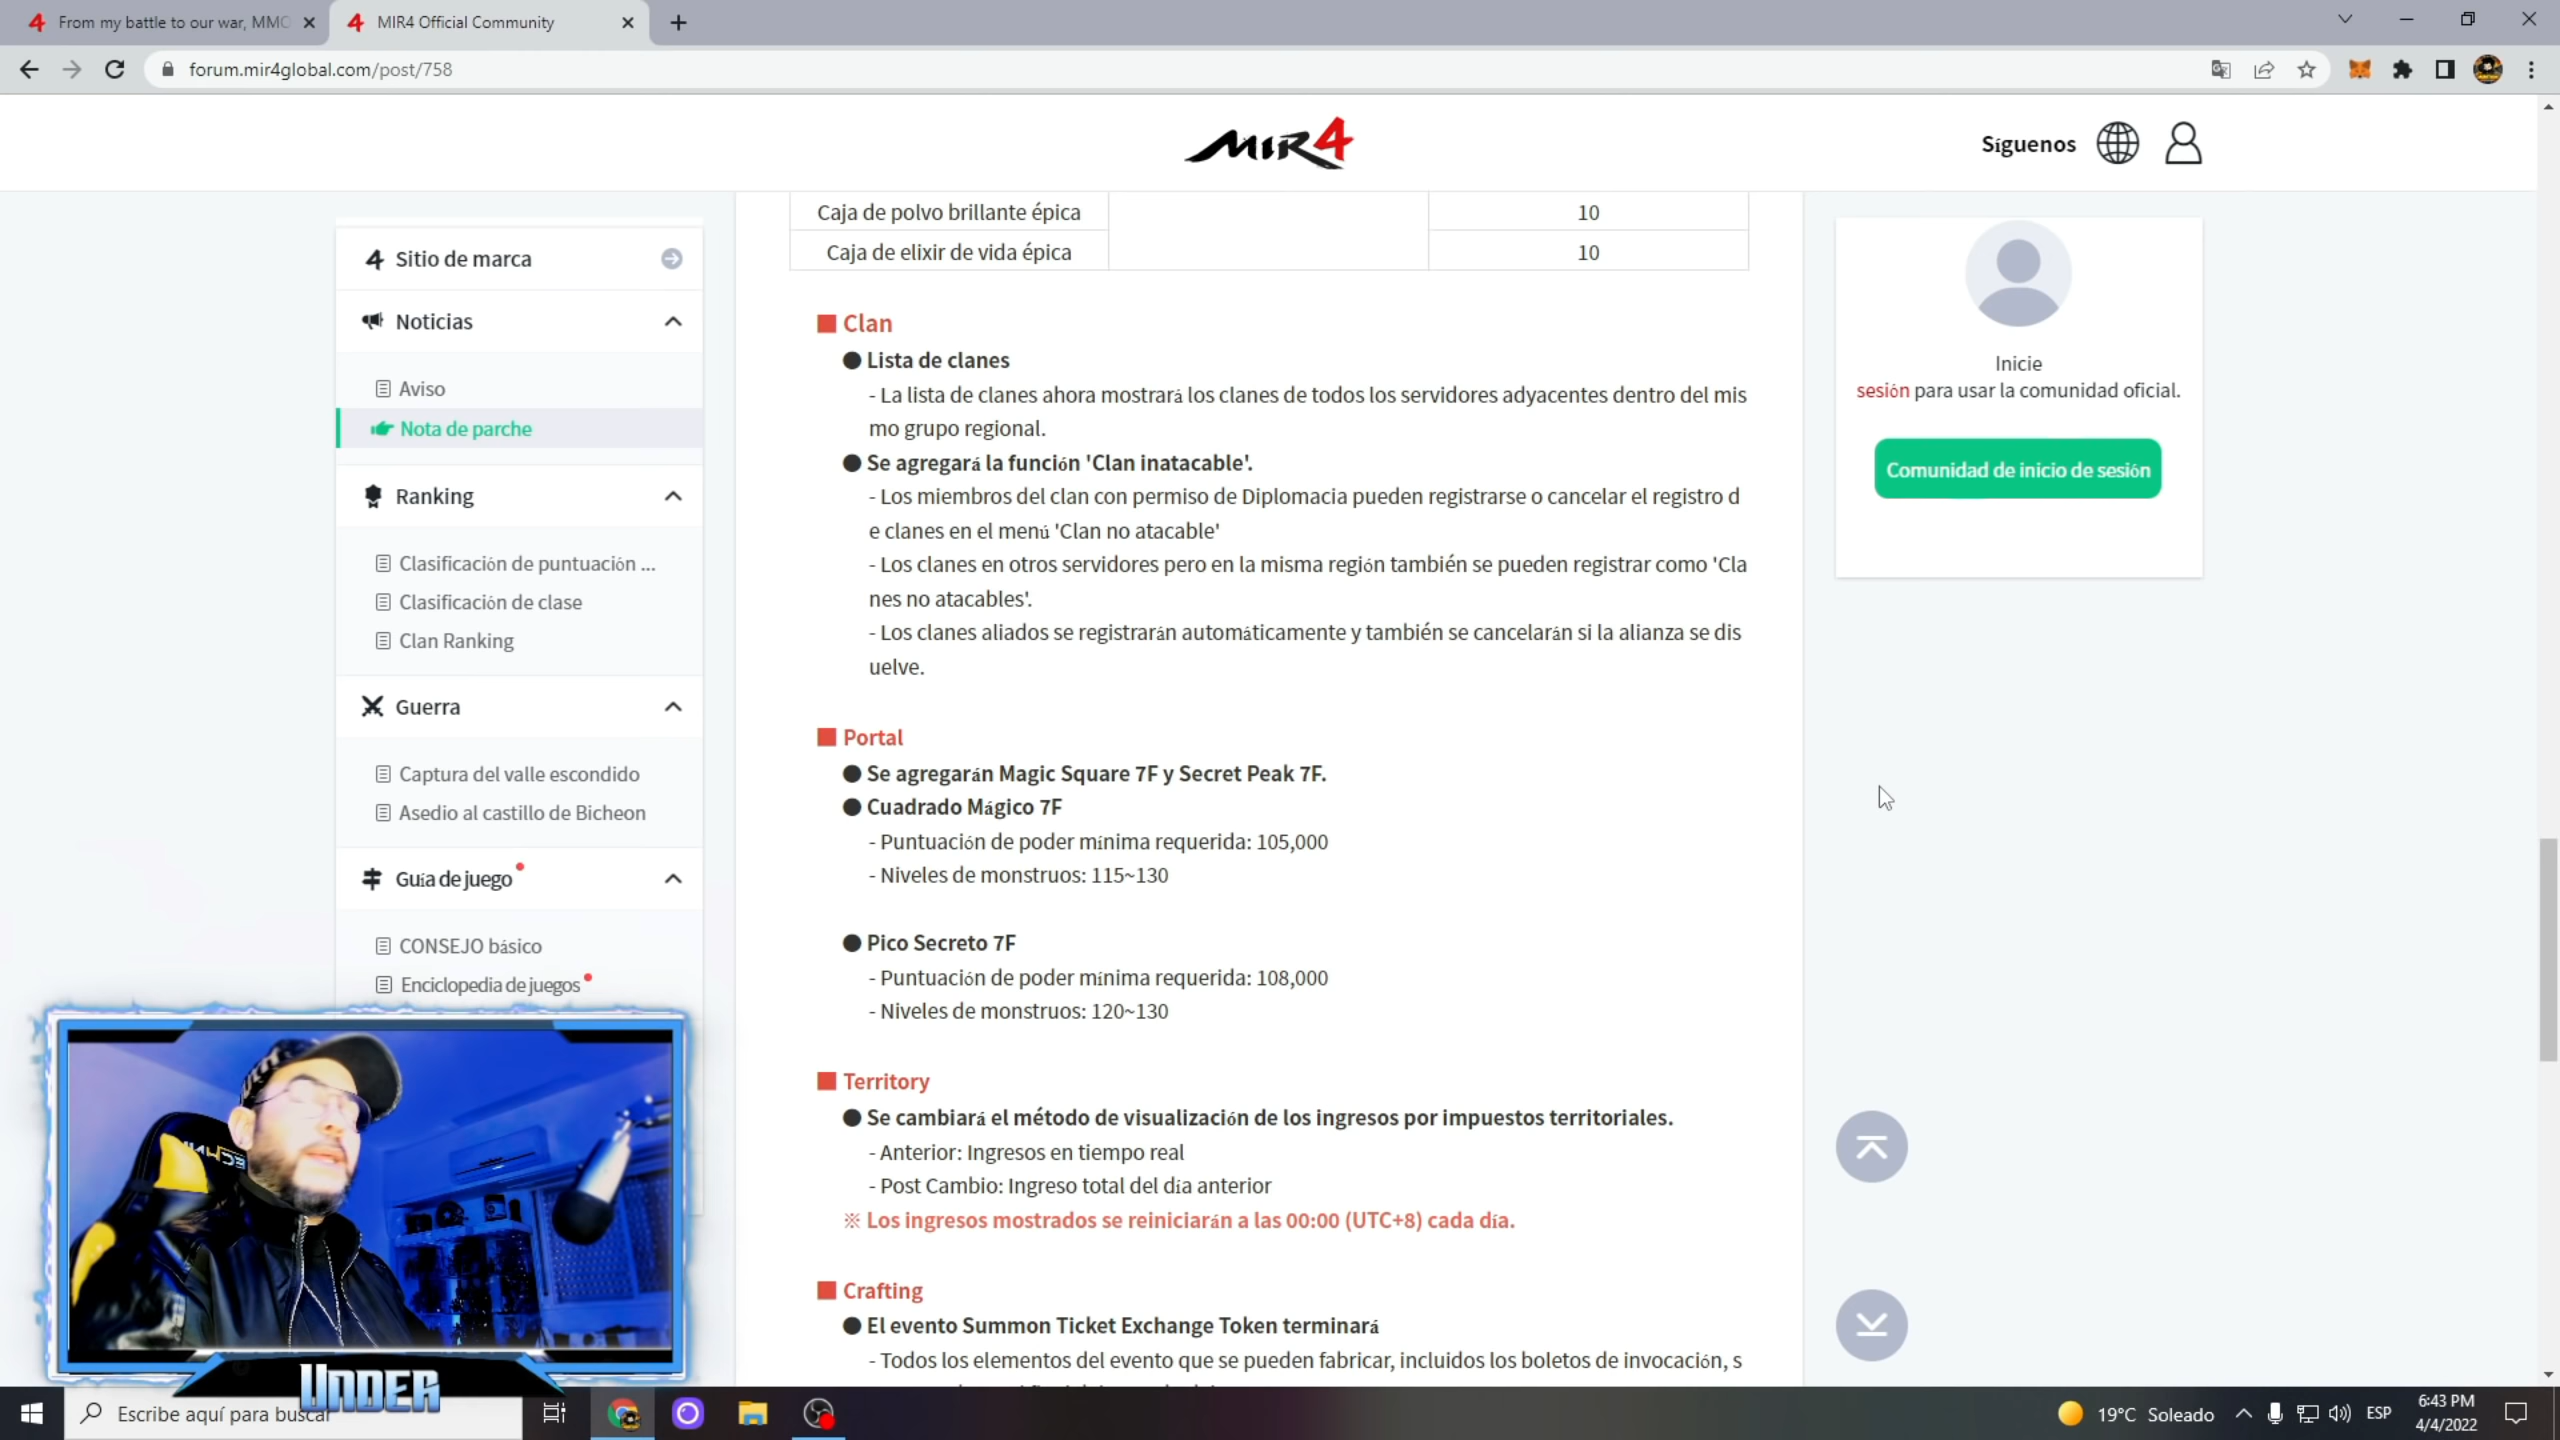 From my battle to our war, MMO
MIR4 Official Community
forum.mir4global.com/post/758
MIR4
Síguenos
Sitio de marca
Noticias
Aviso
Nota de parche
Ranking
Clasificación de puntuación ...
Clasificación de clase
Clan Ranking
Guerra
Captura del valle escondido
Asedio al castillo de Bicheon
Guía de juego
CONSEJO básico
Enciclopedia de juegos
Caja de polvo brillante épica 10
Caja de elixir de vida épica 10
■ Clan
● Lista de clanes
- La lista de clanes ahora mostrará los clanes de todos los servidores adyacentes dentro del mis
mo grupo regional.
● Se agregará la función 'Clan inatacable'.
- Los miembros del clan con permiso de Diplomacia pueden registrarse o cancelar el registro d
e clanes en el menú 'Clan no atacable'
- Los clanes en otros servidores pero en la misma región también se pueden registrar como 'Cla
nes no atacables'.
- Los clanes aliados se registrarán automáticamente y también se cancelarán si la alianza se dis
uelve.
■ Portal
● Se agregarán Magic Square 7F y Secret Peak 7F.
● Cuadrado Mágico 7F
- Puntuación de poder mínima requerida: 105,000
- Niveles de monstruos: 115~130
● Pico Secreto 7F
- Puntuación de poder mínima requerida: 108,000
- Niveles de monstruos: 120~130
■ Territory
● Se cambiará el método de visualización de los ingresos por impuestos territoriales.
- Anterior: Ingresos en tiempo real
- Post Cambio: Ingreso total del día anterior
※ Los ingresos mostrados se reiniciarán a las 00:00 (UTC+8) cada día.
■ Crafting
● El evento Summon Ticket Exchange Token terminará
- Todos los elementos del evento que se pueden fabricar, incluidos los boletos de invocación, s
Inicie
sesión para usar la comunidad oficial.
Comunidad de inicio de sesión
UNDER
Escribe aquí para buscar
19°C Soleado
ESP
6:43 PM
4/4/2022